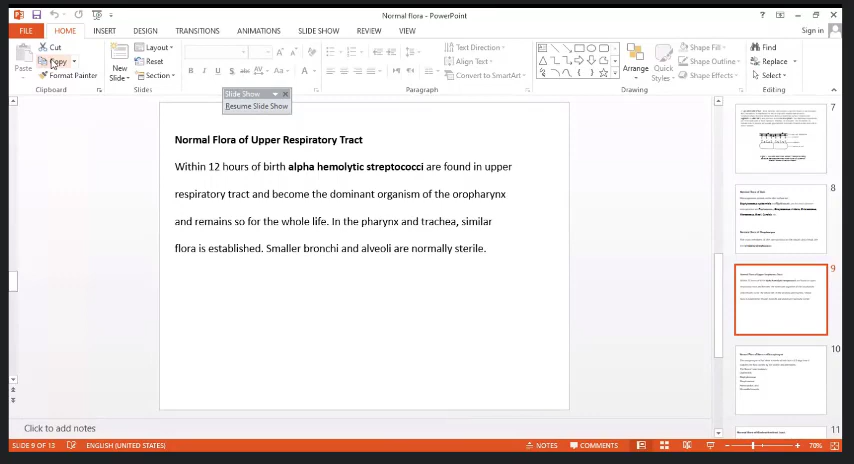 Normal flora - PowerPoint
FILE HOME INSERT DESIGN TRANSITIONS ANIMATIONS SLIDE SHOW REVIEW VIEW Sign in
Paste
Cut
Copy
Format Painter
Clipboard
New Slide
Layout
Reset
Section
Slides
Paragraph
Text Direction
Align Text
Convert to SmartArt
Arrange
Quick Styles
Shape Fill
Shape Outline
Shape Effects
Drawing
Find
Replace
Select
Editing
Slide Show
Resume Slide Show
Normal Flora of Upper Respiratory Tract
Within 12 hours of birth alpha hemolytic streptococci are found in upper
respiratory tract and become the dominant organism of the oropharynx
and remains so for the whole life. In the pharynx and trachea, similar
flora is established. Smaller bronchi and alveoli are normally sterile.
7
8
9
10
11
Click to add notes
SLIDE 9 OF 13 ENGLISH (UNITED STATES) NOTES COMMENTS 70%